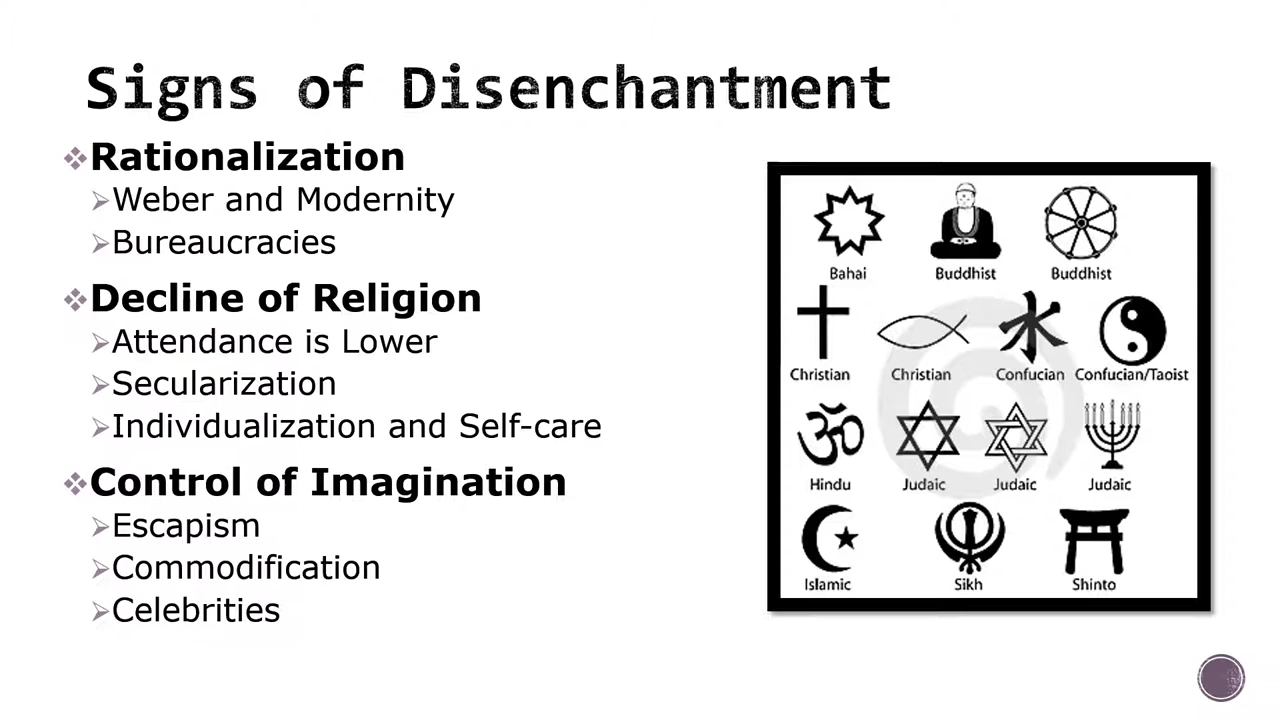 Signs of Disenchantment
Rationalization
Weber and Modernity
Bureaucracies
Decline of Religion
Attendance is Lower
Secularization
Individualization and Self-care
Control of Imagination
Escapism
Commodification
Celebrities
Bahai Buddhist Buddhist
Christian Christian Confucian Confucian/Taoist
Hindu Judaic Judaic Judaic
Islamic Sikh Shinto